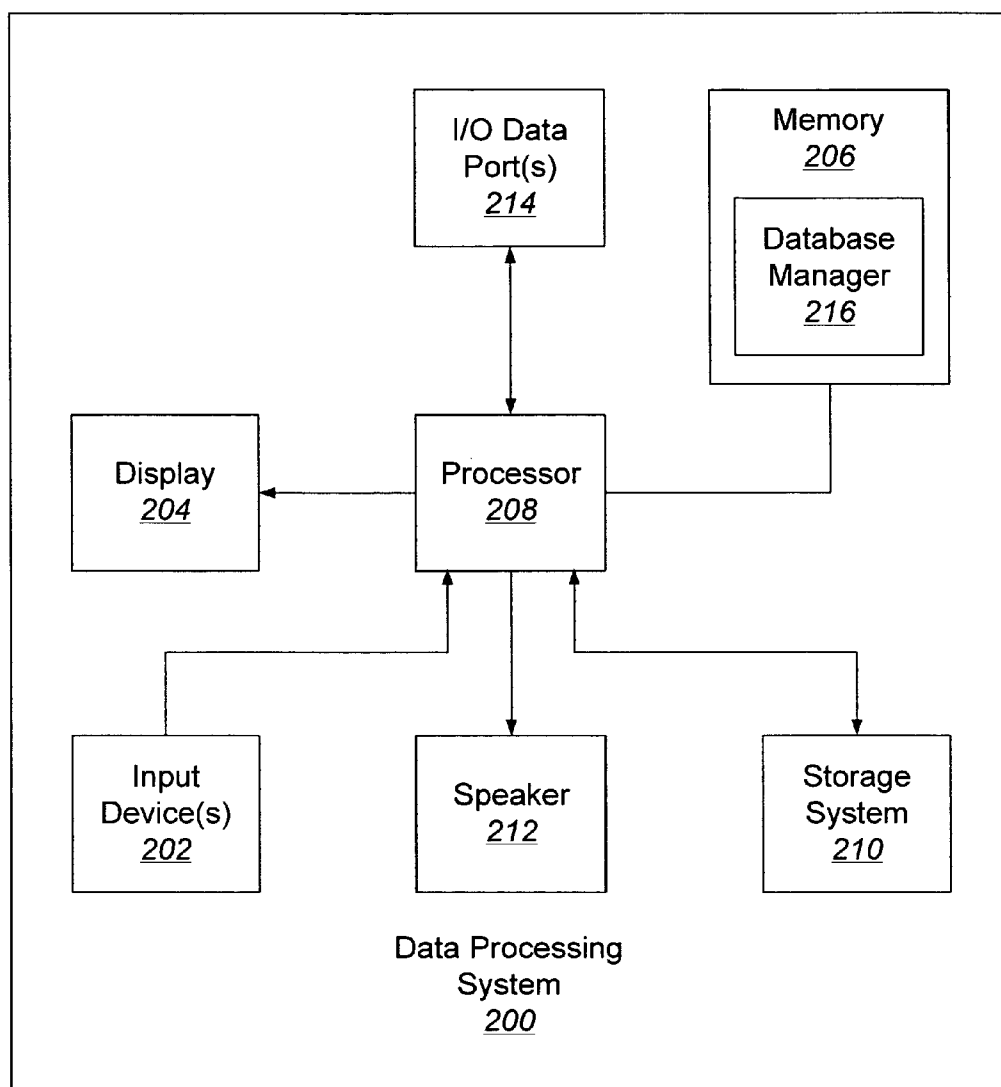 I/O Data
Port(s)
214
Memory
206
Database
Manager
216
Display
204
Processor
208
Input
Device(s)
202
Speaker
212
Storage
System
210
Data Processing
System
200